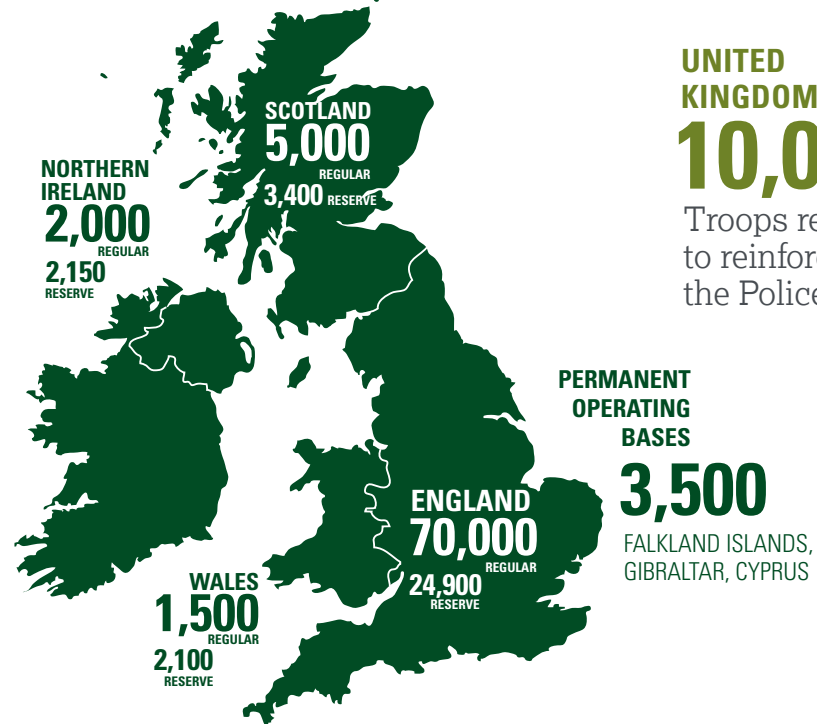 SCOTLAND
5,000
REGULAR
3,400 RESERVE
NORTHERN
IRELAND
2,000
REGULAR
2,150
RESERVE
UNITED
KINGDOM
10,0
Troops re
to reinfor
the Police
PERMANENT
OPERATING
BASES
3,500
FALKLAND ISLANDS,
GIBRALTAR, CYPRUS
ENGLAND
70,000
REGULAR
24,900
RESERVE
WALES
1,500
REGULAR
2,100
RESERVE